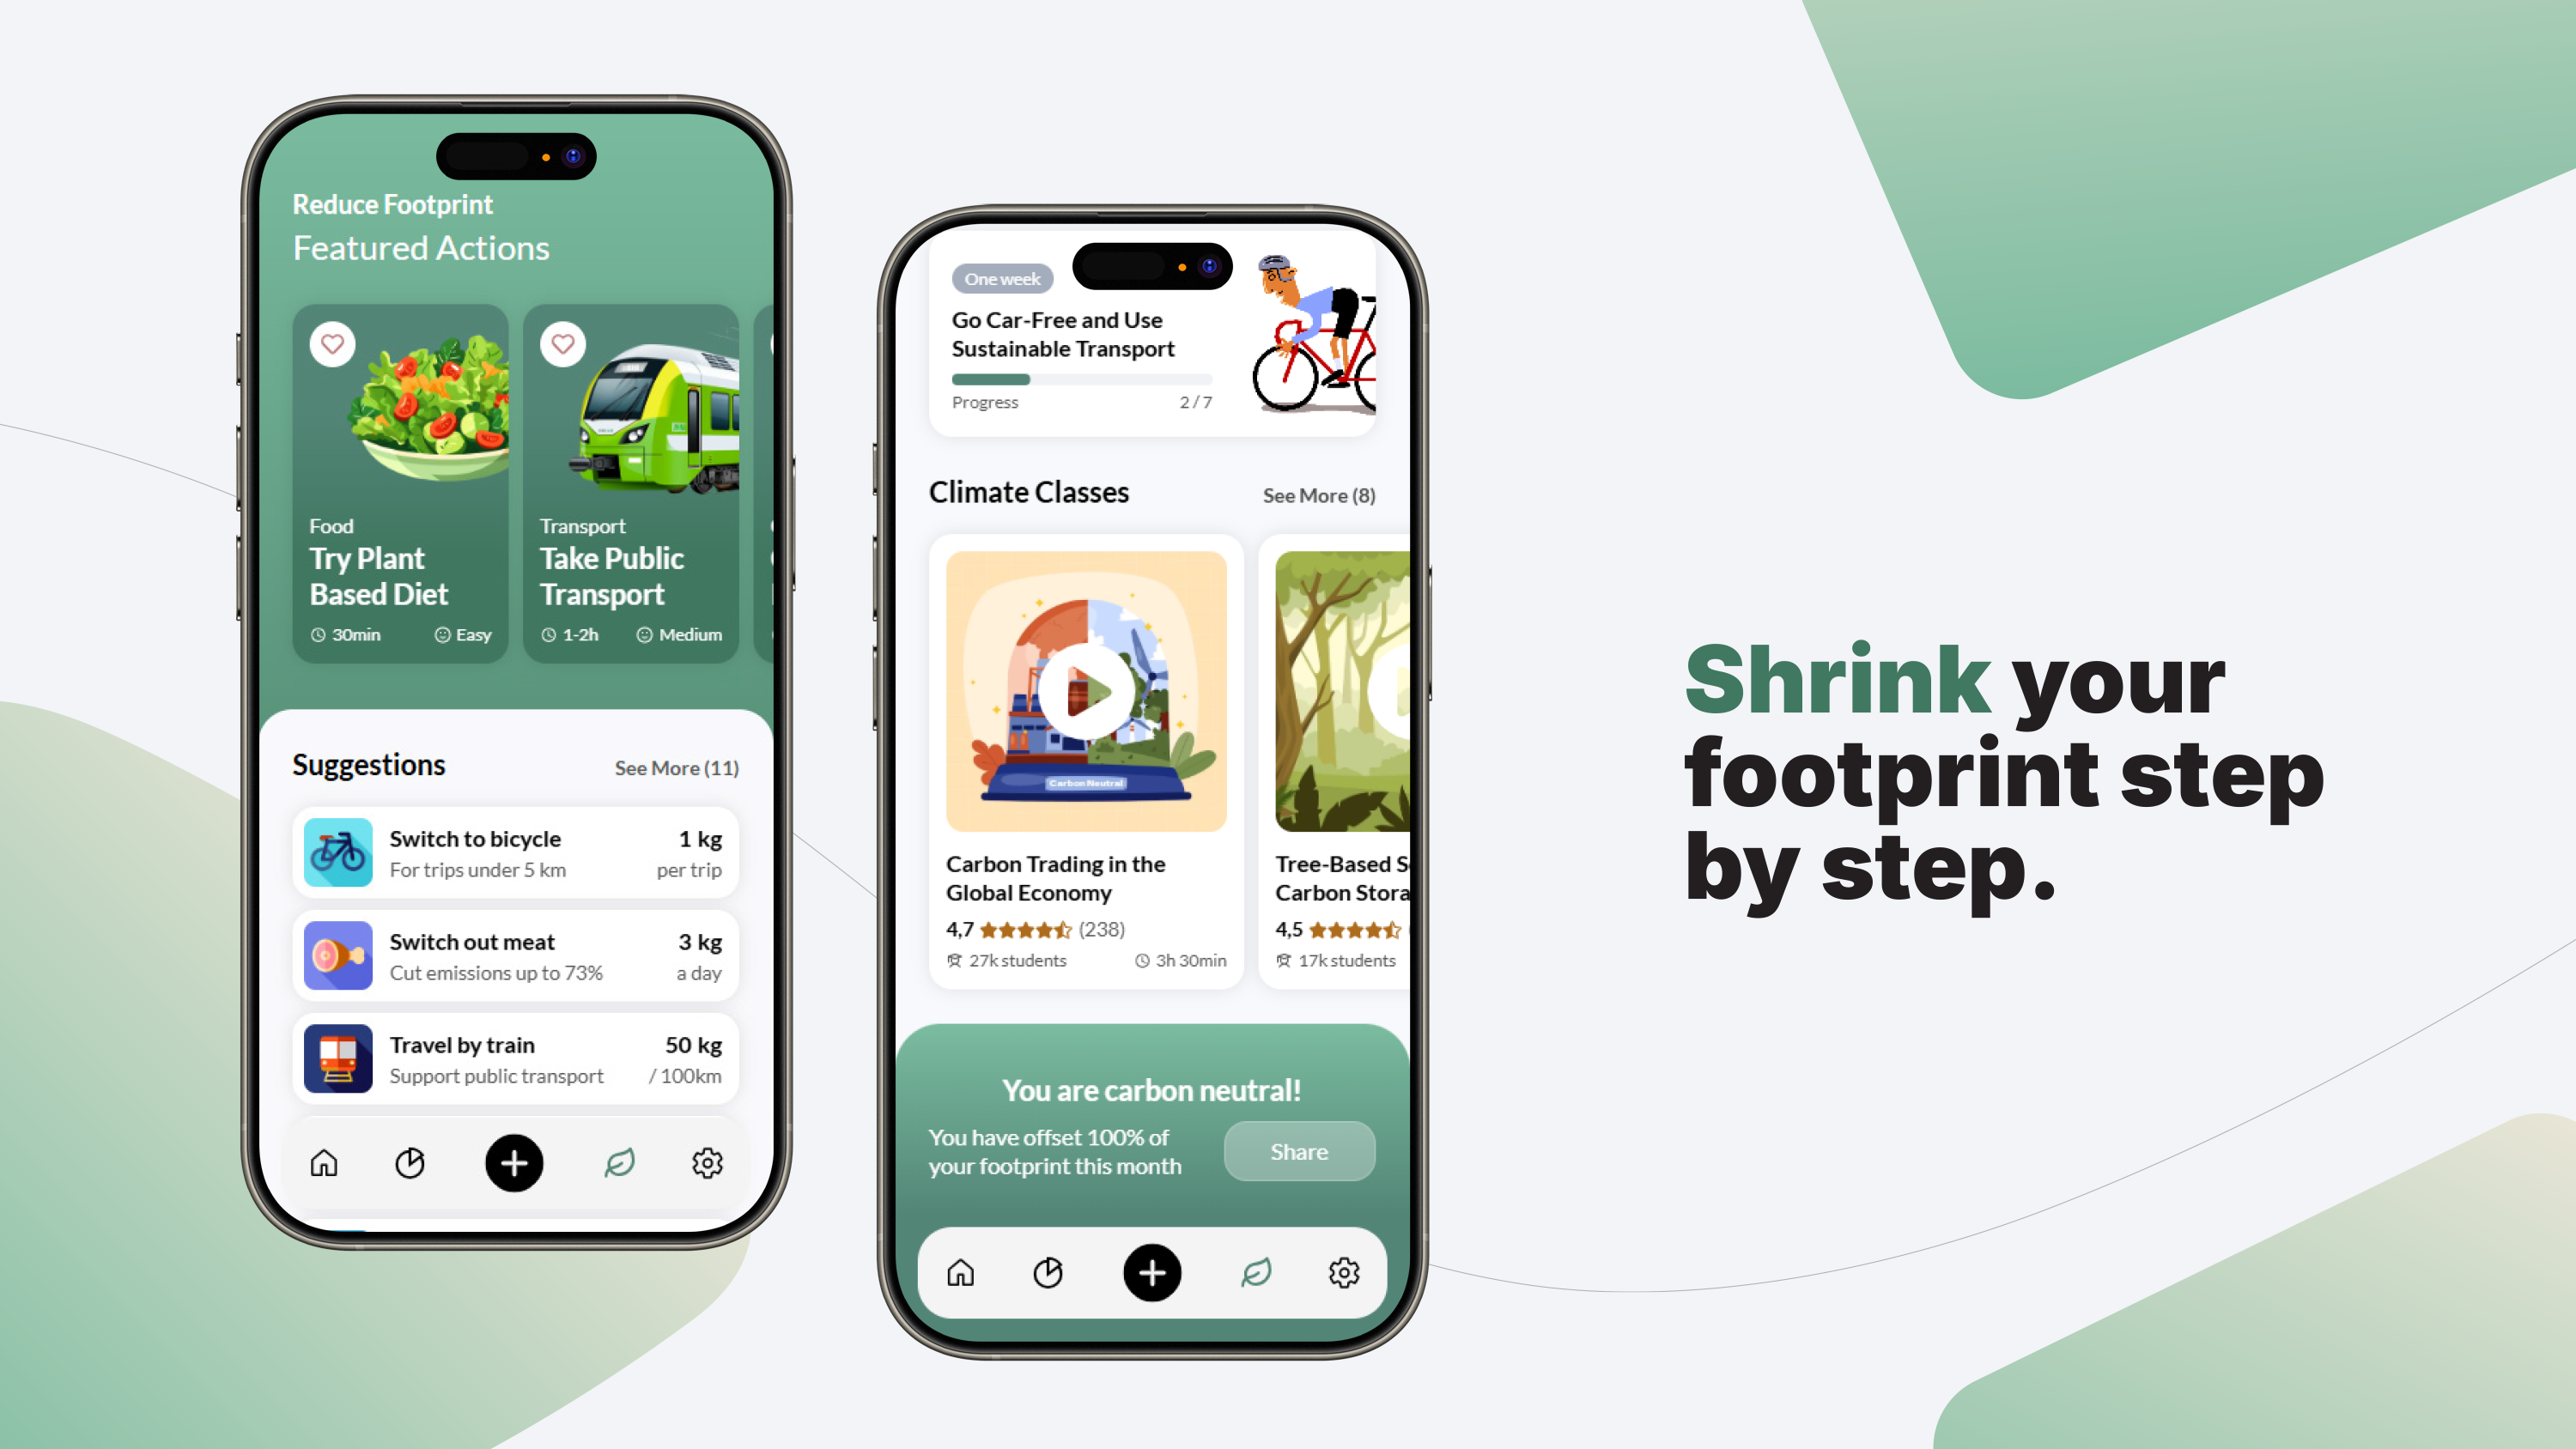 Reduce Footprint
Featured Actions
Food
Try Plant
Based Diet
30min
Easy
Transport
Take Public
Transport
1-2h
Medium
Suggestions
See More (11)
Switch to bicycle
1 kg
For trips under 5 km
per trip
Switch out meat
3 kg
Cut emissions up to 73%
a day
Travel by train
50 kg
Support public transport
/ 100km
One week
Go Car-Free and Use
Sustainable Transport
Progress
2 / 7
Climate Classes
See More (8)
Carbon Neutral
Carbon Trading in the
Global Economy
4,7
(238)
27k students
3h 30min
Tree-Based
Carbon
4,5
17k students
You are carbon neutral!
You have offset 100% of
your footprint this month
Share
Shrink your
footprint step
by step.